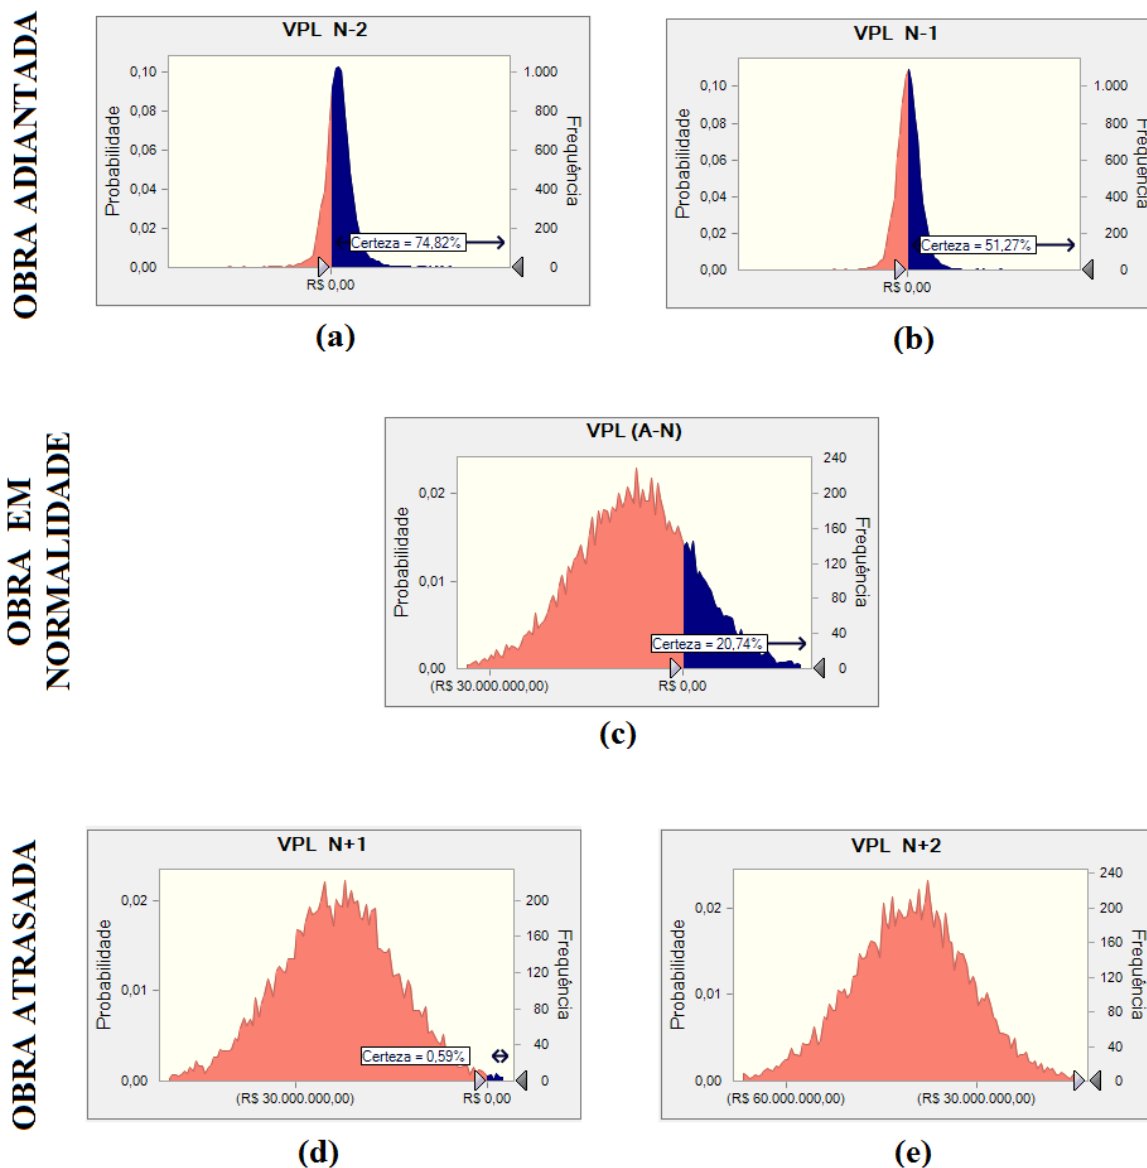 OBRA ADIANTADA
VPL N-2
Probabilidade
0,10
0,08
0,06
0,04
0,02
0,00
1.000
800
600
400
200
0
Frequência
Certeza = 74,82%
R$ 0,00
(a)
VPL N-1
Probabilidade
0,10
0,08
0,06
0,04
0,02
0,00
1.000
800
600
400
200
0
Frequência
Certeza = 51,27%
R$ 0,00
(b)
OBRA EM
NORMALIDADE
VPL (A-N)
Probabilidade
0,02
0,01
0,00
240
200
160
120
80
40
0
Frequência
Certeza = 20,74%
(R$ 30.000.000,00)
R$ 0,00
(c)
OBRA ATRASADA
VPL N+1
Probabilidade
0,02
0,01
0,00
200
160
120
80
40
0
Frequência
Certeza = 0,59%
(R$ 30.000.000,00)
R$ 0,00
(d)
VPL N+2
Probabilidade
0,02
0,01
0,00
240
200
160
120
80
40
0
Frequência
(R$ 60.000.000,00)
(R$ 30.000.000,00)
(e)